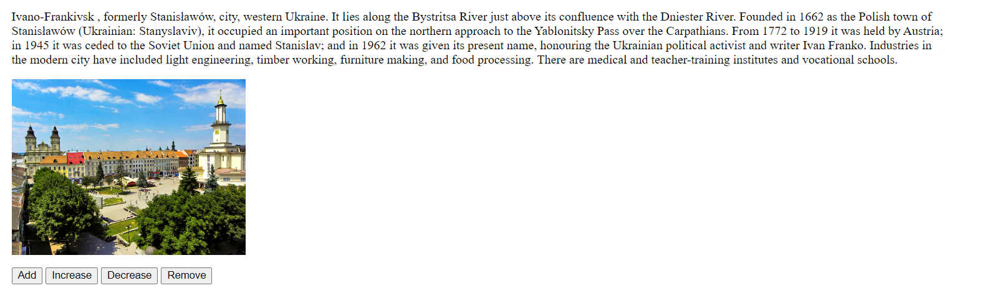 Ivano-Frankivsk , formerly Stanisławów, city, western Ukraine. It lies along the Bystritsa River just above its confluence with the Dniester River. Founded in 1662 as the Polish town of
Stanisławów (Ukrainian: Stanyslaviv), it occupied an important position on the northern approach to the Yablonitsky Pass over the Carpathians. From 1772 to 1919 it was held by Austria;
in 1945 it was ceded to the Soviet Union and named Stanislav; and in 1962 it was given its present name, honouring the Ukrainian political activist and writer Ivan Franko. Industries in
the modern city have included light engineering, timber working, furniture making, and food processing. There are medical and teacher-training institutes and vocational schools.
Add Increase Decrease Remove